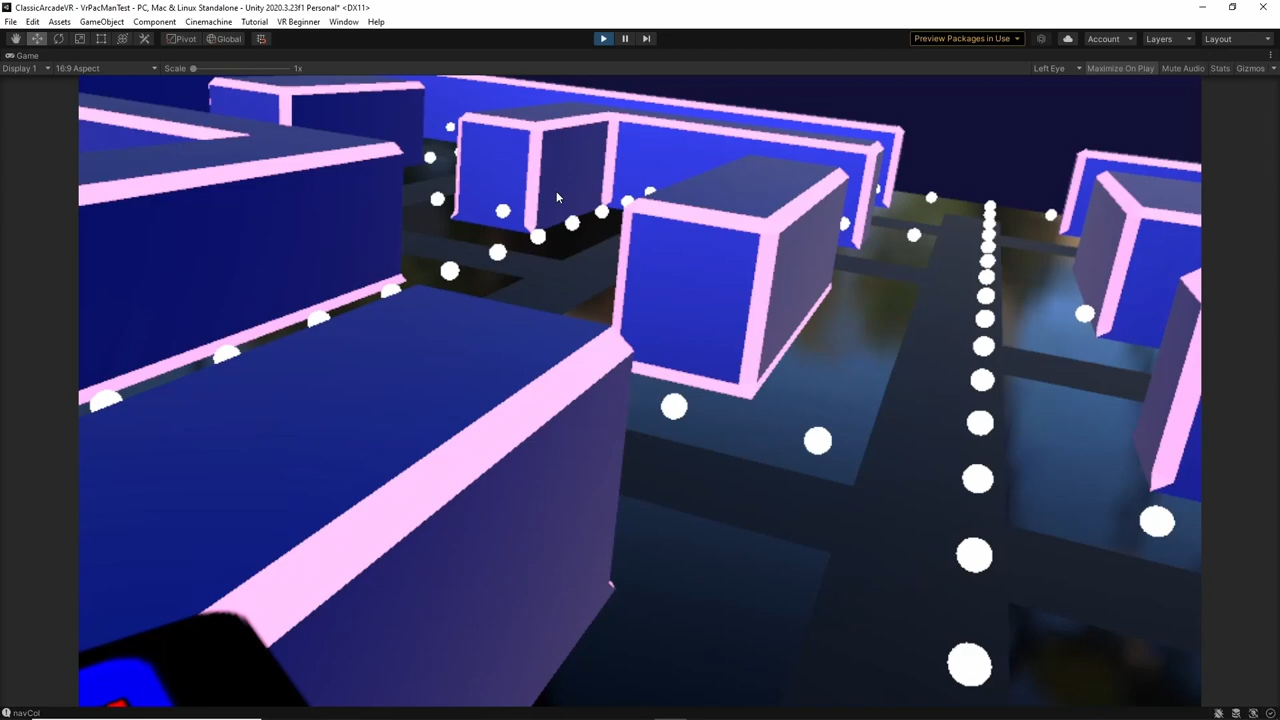 ClassicArcadeVR - VrPacManTest - PC, Mac & Linux Standalone - Unity 2020.3.23f1 Personal* <DX11>
File Edit Assets GameObject Component Cinemachine Tutorial VR Beginner Window Help
Pivot Global Preview Packages in Use Account Layers Layout
Game
Display 1 16:9 Aspect Scale 1x Left Eye Maximize On Play Mute Audio Stats Gizmos
navCol